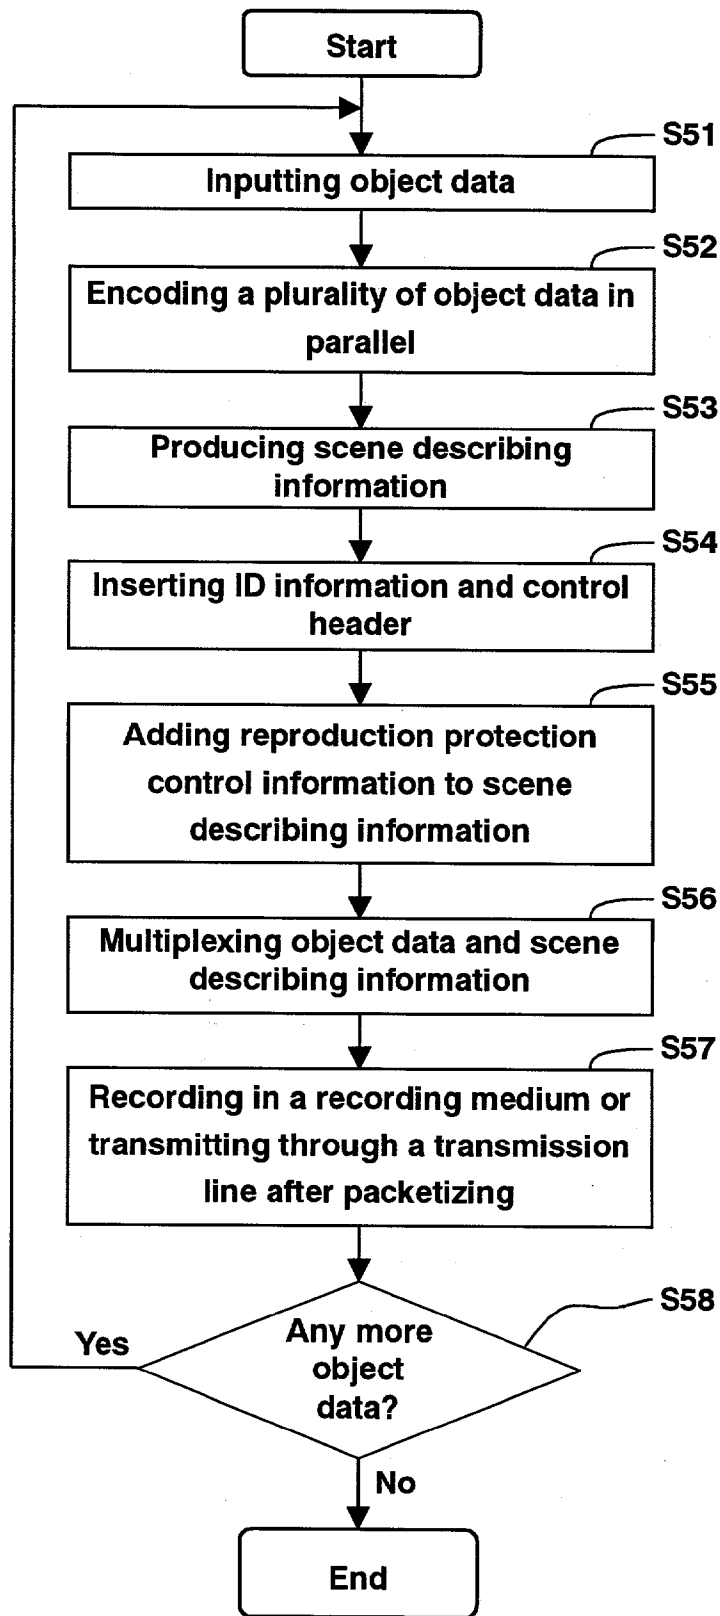 Start
S51
Inputting object data
S52
Encoding a plurality of object data in
parallel
S53
Producing scene describing
information
S54
Inserting ID information and control
header
S55
Adding reproduction protection
control information to scene
describing information
S56
Multiplexing object data and scene
describing information
S57
Recording in a recording medium or
transmitting through a transmission
line after packetizing
S58
Any more
object
data?
Yes
No
End